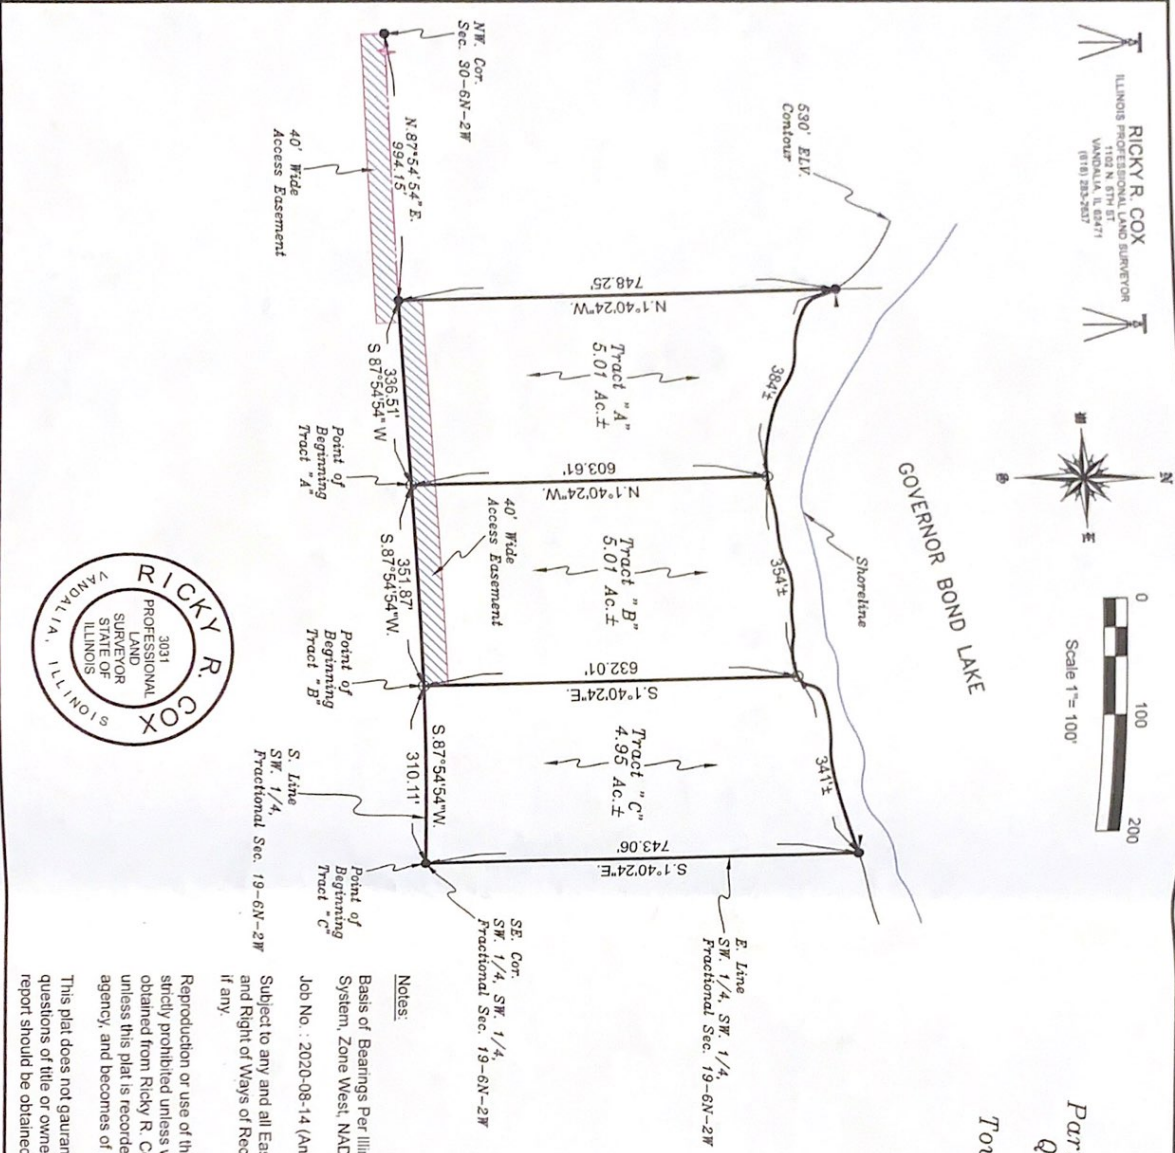 RICKY R. COX
ILLINOIS PROFESSIONAL LAND SURVEYOR
1102 N. 5TH ST.
VANDALIA, IL 62471
(618) 283-2637
N
W
E
S
0
100
200
Scale 1"= 100'
530' ELV.
Contour
GOVERNOR BOND LAKE
Shoreline
384'±
354'±
341'±
748.25'
N.1°40'24"W.
603.61'
N.1°40'24"W.
632.01'
S.1°40'24"E.
743.06'
S.1°40'24"E.
Tract "A"
5.01 Ac.±
Tract "B"
5.01 Ac.±
Tract "C"
4.95 Ac.±
E. Line
SW. 1/4, SW. 1/4,
Fractional Sec. 19-6N-2W
NW. Cor.
Sec. 30-6N-2W
N.87°54'54"E.
994.15'
40' Wide
Access Easement
336.51'
S 87°54'54" W
Point of
Beginning
Tract "A"
40' Wide
Access Easement
351.87'
S.87°54'54"W.
Point of
Beginning
Tract "B"
S.87°54'54"W.
310.11'
Point of
Beginning
Tract "C"
SE. Cor.
SW. 1/4, SW. 1/4,
Fractional Sec. 19-6N-2W
S. Line
SW. 1/4,
Fractional Sec. 19-6N-2W
RICKY R. COX
3031
PROFESSIONAL
LAND
SURVEYOR
STATE OF
ILLINOIS
VANDALIA, ILLINOIS
Par
Q
Tow
Notes:
Basis of Bearings Per Illi
System, Zone West, NAD
Job No. : 2020-08-14 (An
Subject to any and all Eas
and Right of Ways of Rec
if any.
Reproduction or use of th
strictly prohibited unless
obtained from Ricky R. C
unless this plat is recorde
agency, and becomes of
This plat does not gauran
questions of title or owne
report should be obtained